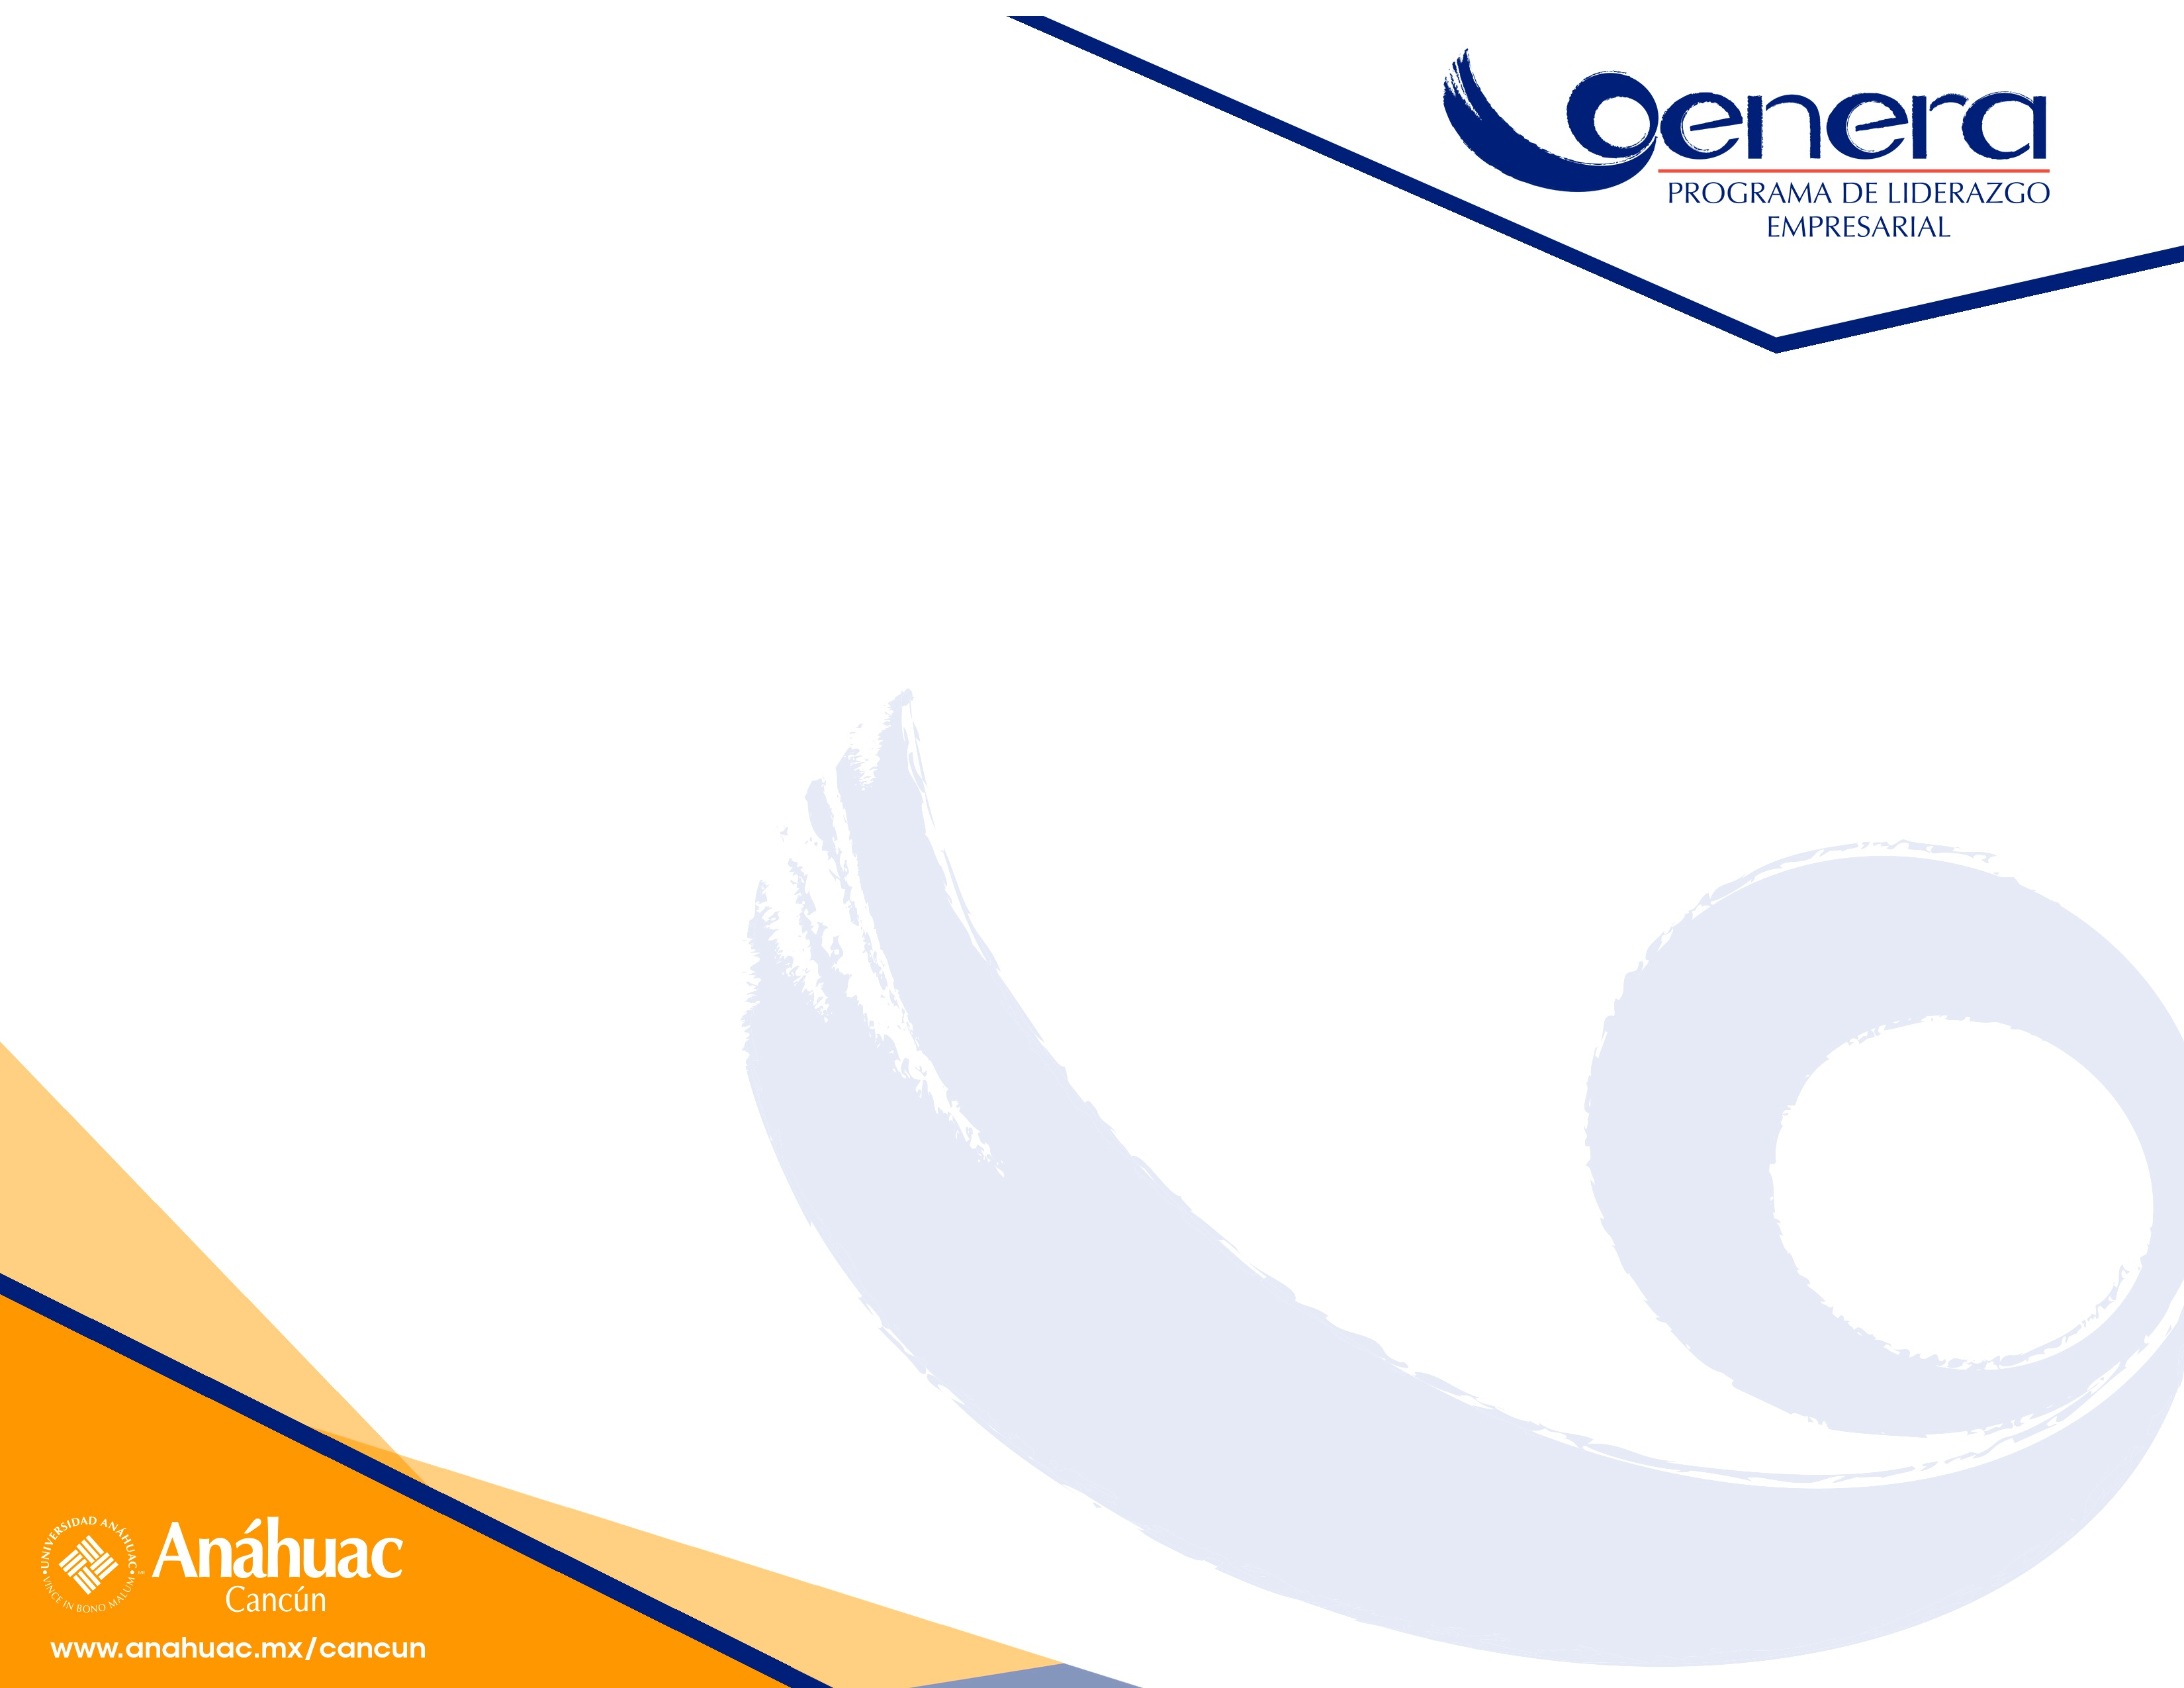 Genera
PROGRAMA DE LIDERAZGO
EMPRESARIAL
UNIVERSIDAD ANÁHUAC
VINCE IN BONO MALUM
Anáhuac
Cancún
www.anahuac.mx/cancun